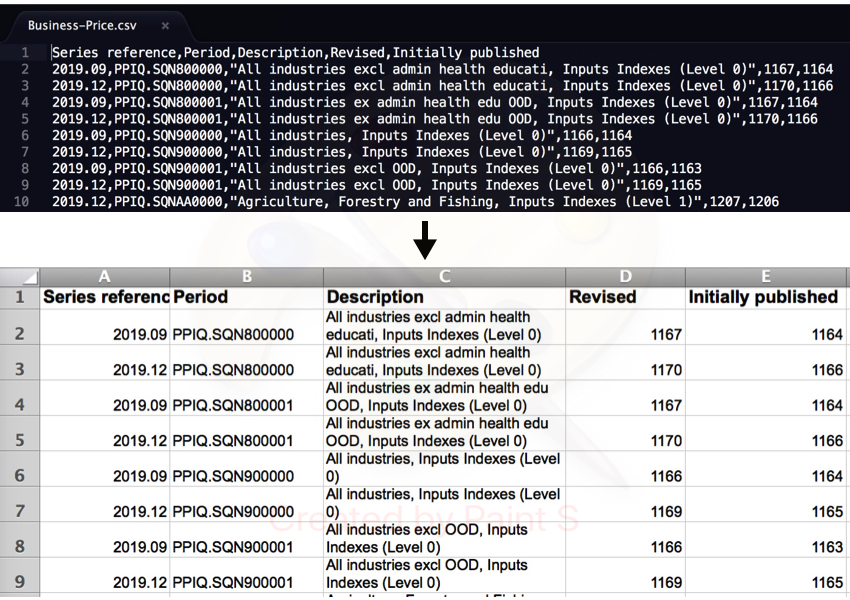 Business-Price.csv ×
1 Series reference,Period,Description,Revised,Initially published
2 2019.09,PPIQ.SQN800000,"All industries excl admin health educati, Inputs Indexes (Level 0)",1167,1164
3 2019.12,PPIQ.SQN800000,"All industries excl admin health educati, Inputs Indexes (Level 0)",1170,1166
4 2019.09,PPIQ.SQN800001,"All industries ex admin health edu OOD, Inputs Indexes (Level 0)",1167,1164
5 2019.12,PPIQ.SQN800001,"All industries ex admin health edu OOD, Inputs Indexes (Level 0)",1170,1166
6 2019.09,PPIQ.SQN900000,"All industries, Inputs Indexes (Level 0)",1166,1164
7 2019.12,PPIQ.SQN900000,"All industries, Inputs Indexes (Level 0)",1169,1165
8 2019.09,PPIQ.SQN900001,"All industries excl OOD, Inputs Indexes (Level 0)",1166,1163
9 2019.12,PPIQ.SQN900001,"All industries excl OOD, Inputs Indexes (Level 0)",1169,1165
10 2019.12,PPIQ.SQNAA0000,"Agriculture, Forestry and Fishing, Inputs Indexes (Level 1)",1207,1206
A B C D E
1 Series referenc Period Description Revised Initially published
All industries excl admin health
2 2019.09 PPIQ.SQN800000 educati, Inputs Indexes (Level 0) 1167 1164
All industries excl admin health
3 2019.12 PPIQ.SQN800000 educati, Inputs Indexes (Level 0) 1170 1166
All industries ex admin health edu
4 2019.09 PPIQ.SQN800001 OOD, Inputs Indexes (Level 0) 1167 1164
All industries ex admin health edu
5 2019.12 PPIQ.SQN800001 OOD, Inputs Indexes (Level 0) 1170 1166
All industries, Inputs Indexes (Level
6 2019.09 PPIQ.SQN900000 0) 1166 1164
All industries, Inputs Indexes (Level
7 2019.12 PPIQ.SQN900000 0) 1169 1165
Created by Paint S
All industries excl OOD, Inputs
8 2019.09 PPIQ.SQN900001 Indexes (Level 0) 1166 1163
All industries excl OOD, Inputs
9 2019.12 PPIQ.SQN900001 Indexes (Level 0) 1169 1165